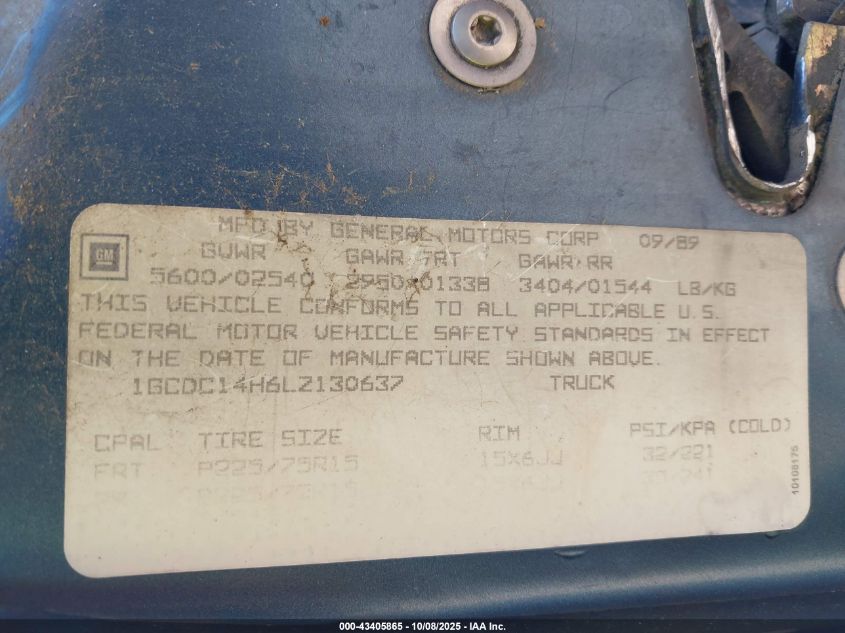 GM
MFD BY GENERAL MOTORS CORP 09/89
GVWR GAWR FRT GAWR RR
5600/02540 2950/01338 3404/01544 LB/KG
THIS VEHICLE CONFORMS TO ALL APPLICABLE U.S.
FEDERAL MOTOR VEHICLE SAFETY STANDARDS IN EFFECT
ON THE DATE OF MANUFACTURE SHOWN ABOVE.
1GCDC14H6LZ130637 TRUCK
CPAL TIRE SIZE RIM PSI/KPA (COLD)
FRT P225/75R15 15X6JJ 32/221
P225/75R15
10108175
000-43405865 - 10/08/2025 - IAA Inc.